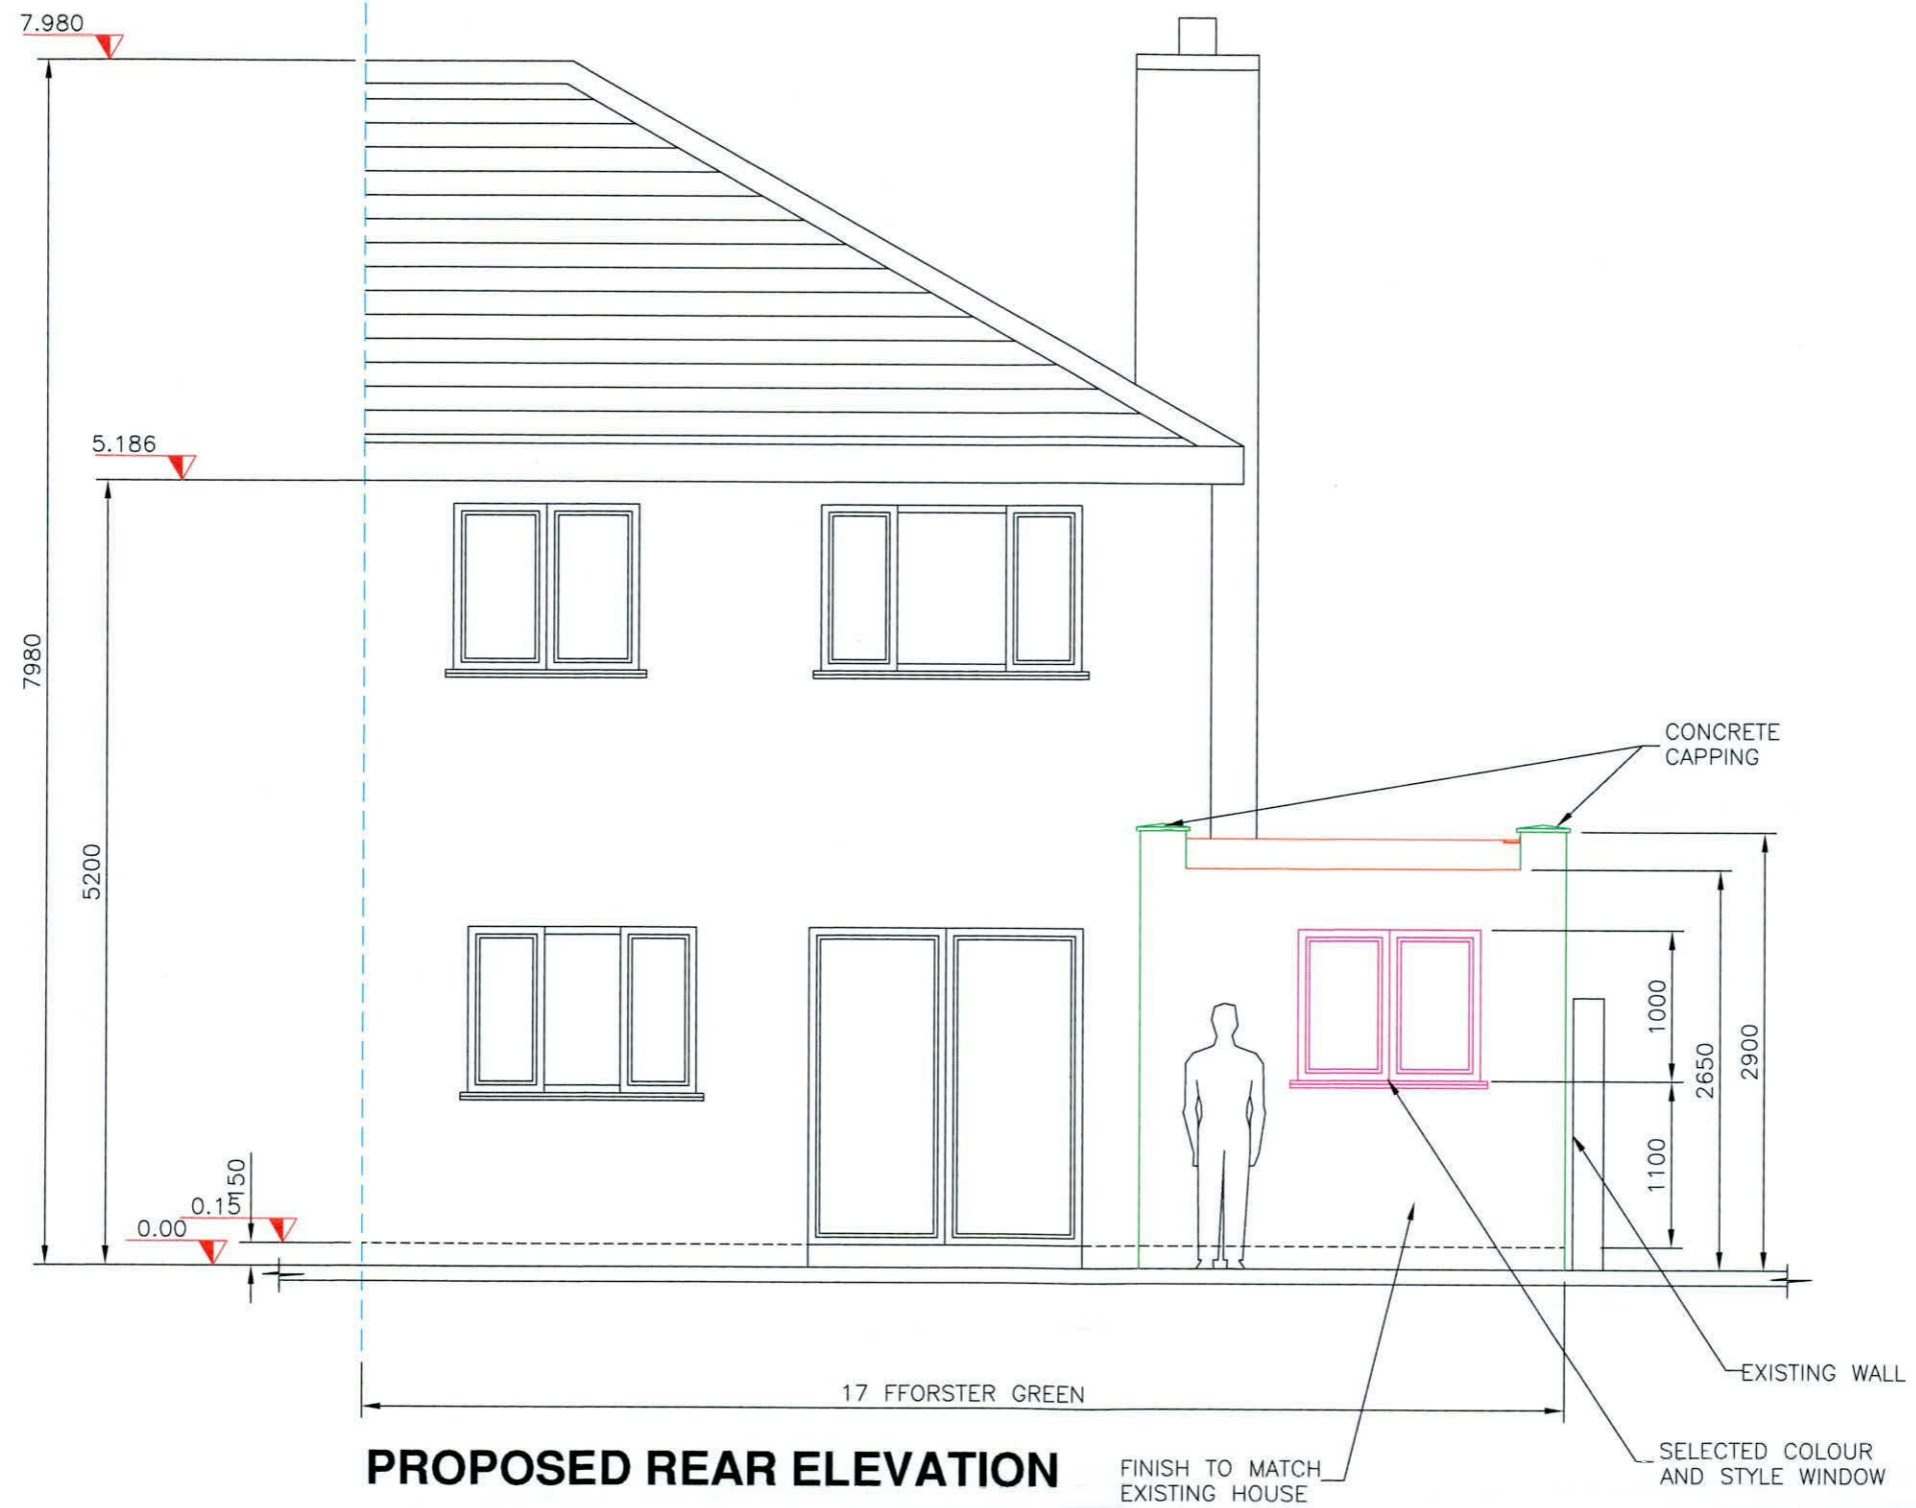 7.980
5.186
7980
5200
CONCRETE
CAPPING
1000
2650
2900
1100
150
0.15
0.00
EXISTING WALL
17 FFORSTER GREEN
PROPOSED REAR ELEVATION
FINISH TO MATCH
EXISTING HOUSE
SELECTED COLOUR
AND STYLE WINDOW